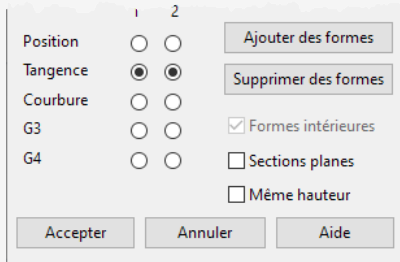 1 2
Position
Ajouter des formes
Tangence
Supprimer des formes
Courbure
Formes intérieures
G3
G4
Sections planes
Même hauteur
Accepter
Annuler
Aide